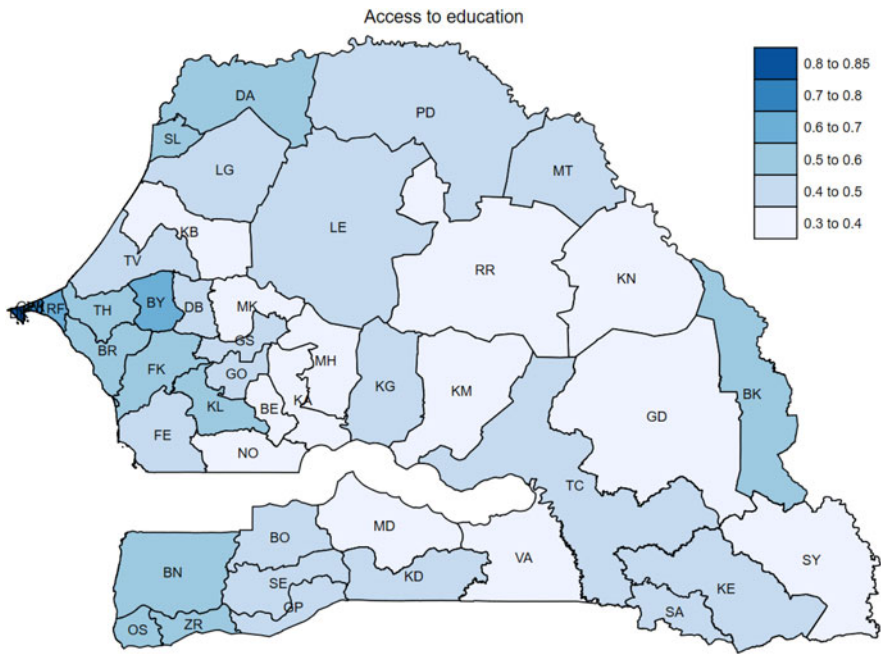 Access to education
0.8 to 0.85
0.7 to 0.8
0.6 to 0.7
0.5 to 0.6
0.4 to 0.5
0.3 to 0.4
DA
PD
SL
LG
MT
KB
LE
TV
RR
KN
RF
TH
BY
DB
MK
GS
BR
FK
GO
MH
KG
KM
BK
KL
BE
KA
GD
FE
NO
TC
MD
BO
VA
SY
BN
SE
KD
KE
GP
SA
OS
ZR